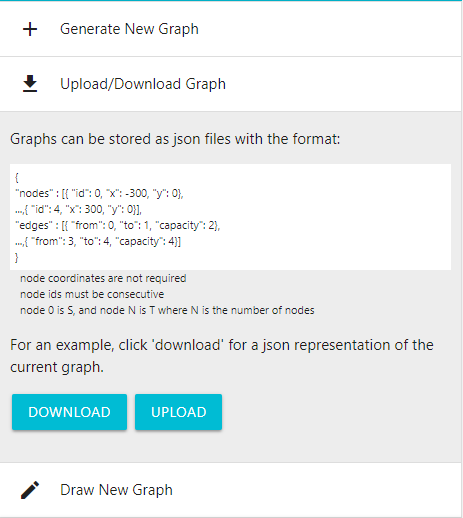 Generate New Graph
Upload/Download Graph
Graphs can be stored as json files with the format:
{
"nodes" : [{ "id": 0, "x": -300, "y": 0},
...,{ "id": 4, "x": 300, "y": 0}],
"edges" : [{ "from": 0, "to": 1, "capacity": 2},
...,{ "from": 3, "to": 4, "capacity": 4}]
}
node coordinates are not required
node ids must be consecutive
node 0 is S, and node N is T where N is the number of nodes
For an example, click 'download' for a json representation of the
current graph.
DOWNLOAD UPLOAD
Draw New Graph